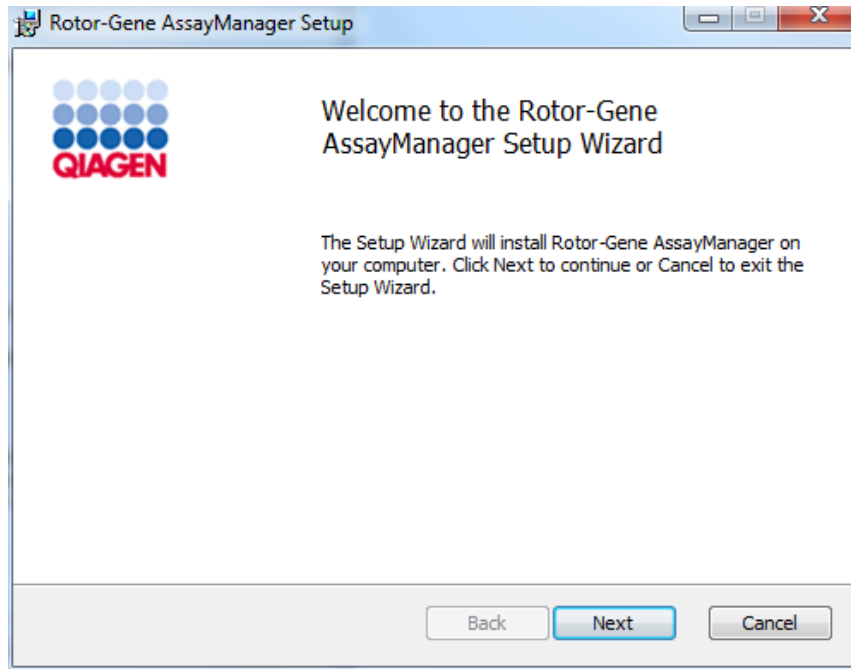 Rotor-Gene AssayManager Setup
QIAGEN
Welcome to the Rotor-Gene
AssayManager Setup Wizard
The Setup Wizard will install Rotor-Gene AssayManager on
your computer. Click Next to continue or Cancel to exit the
Setup Wizard.
Back
Next
Cancel